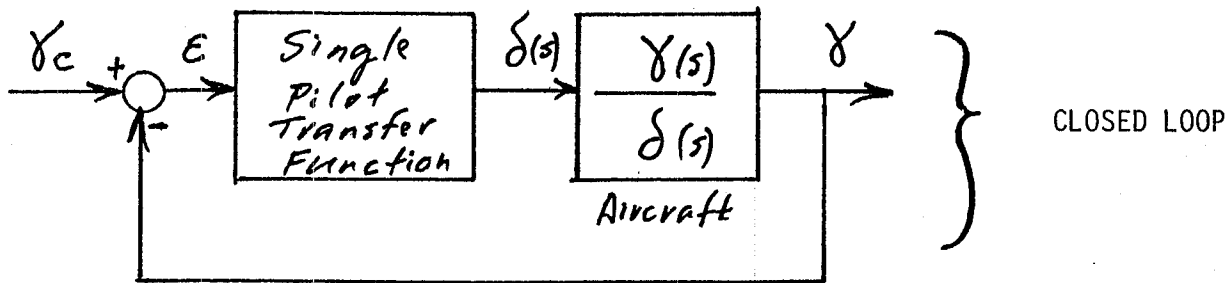 γc
+
-
ε
Single
Pilot
Transfer
Function
δ(s)
γ(s)
δ(s)
Aircraft
γ
CLOSED LOOP